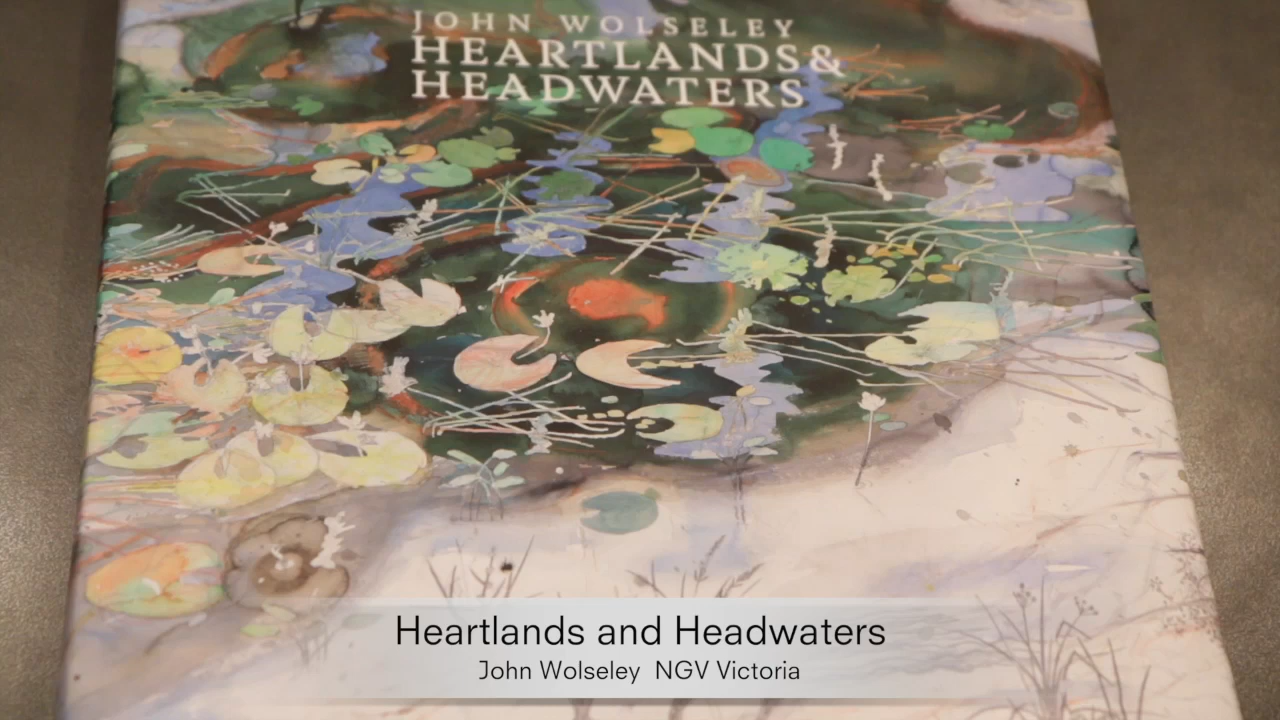 JOHN WOLSELEY
HEARTLANDS&
HEADWATERS
Heartlands and Headwaters
John Wolseley NGV Victoria